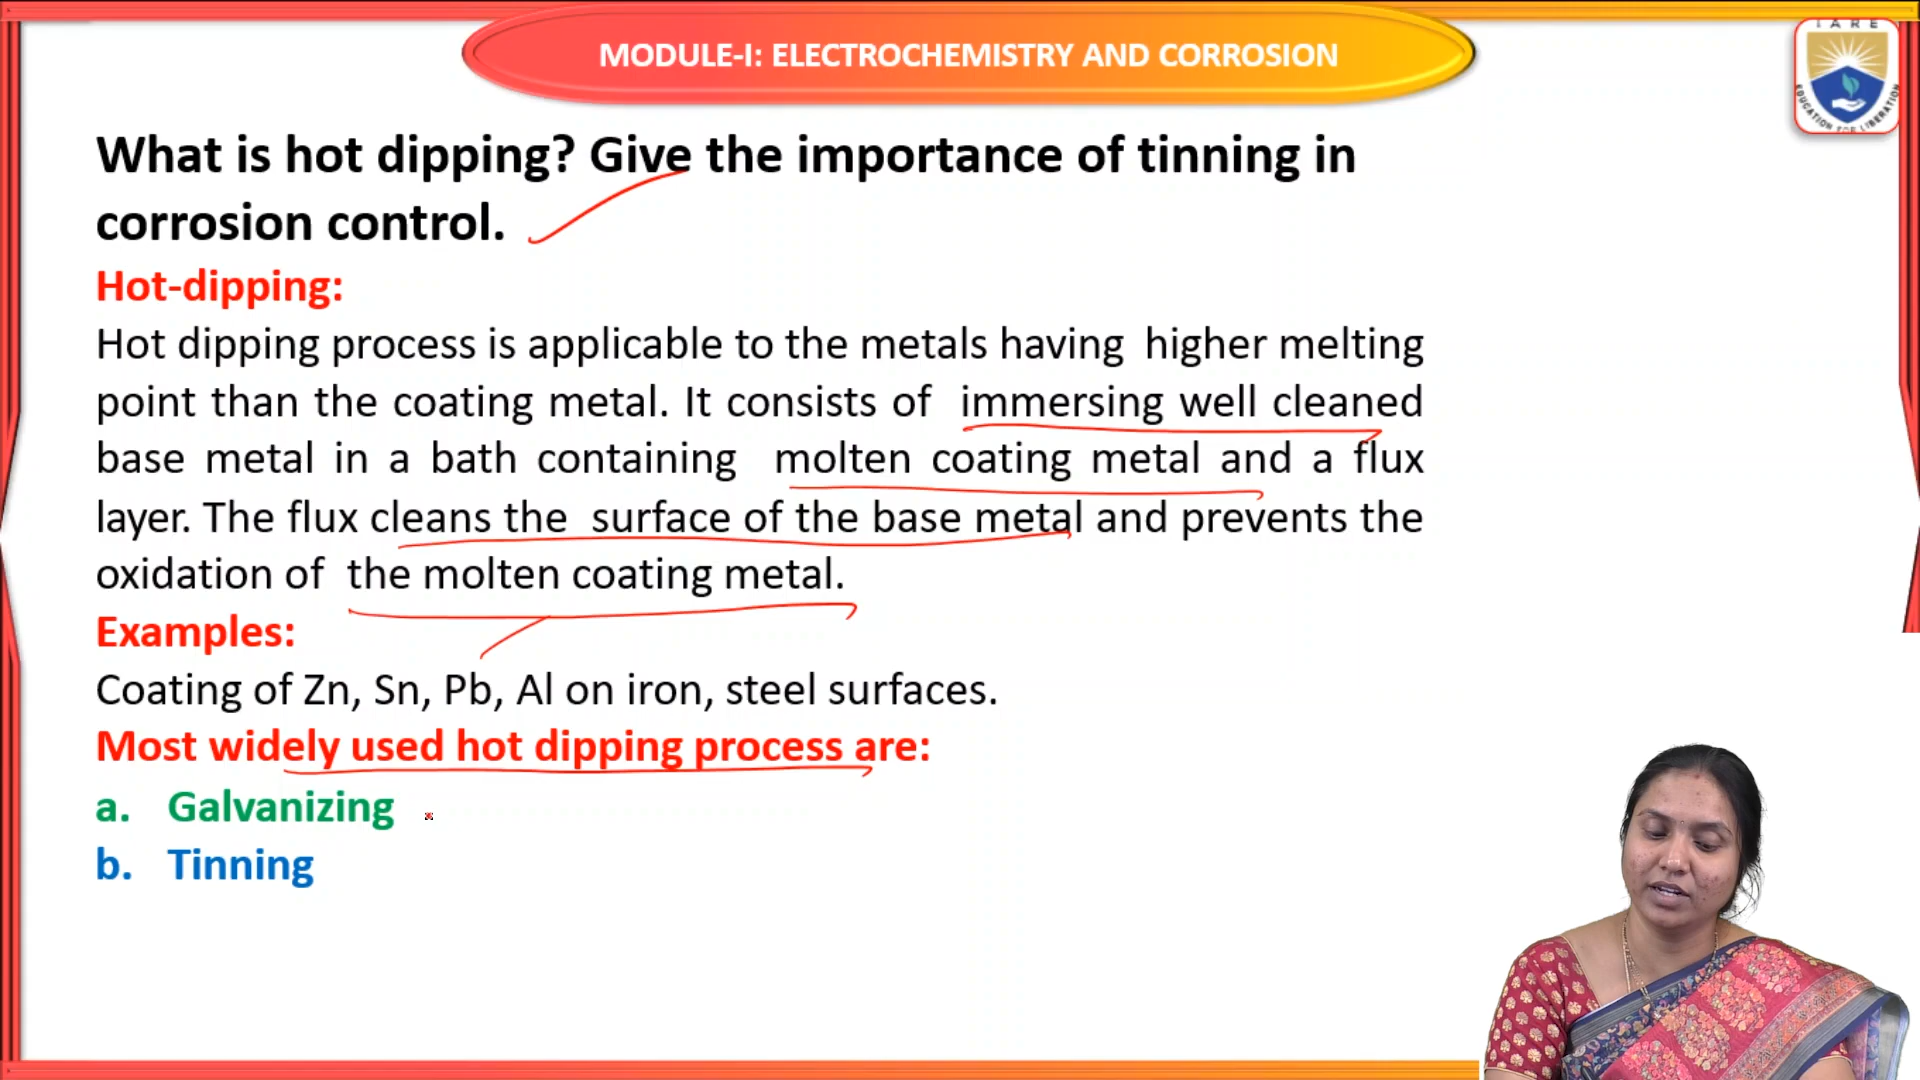 MODULE-I: ELECTROCHEMISTRY AND CORROSION
IARE
EDUCATION FOR LIBERATION
What is hot dipping? Give the importance of tinning in
corrosion control.
Hot-dipping:
Hot dipping process is applicable to the metals having higher melting
point than the coating metal. It consists of immersing well cleaned
base metal in a bath containing molten coating metal and a flux
layer. The flux cleans the surface of the base metal and prevents the
oxidation of the molten coating metal.
Examples:
Coating of Zn, Sn, Pb, Al on iron, steel surfaces.
Most widely used hot dipping process are:
a. Galvanizing
b. Tinning